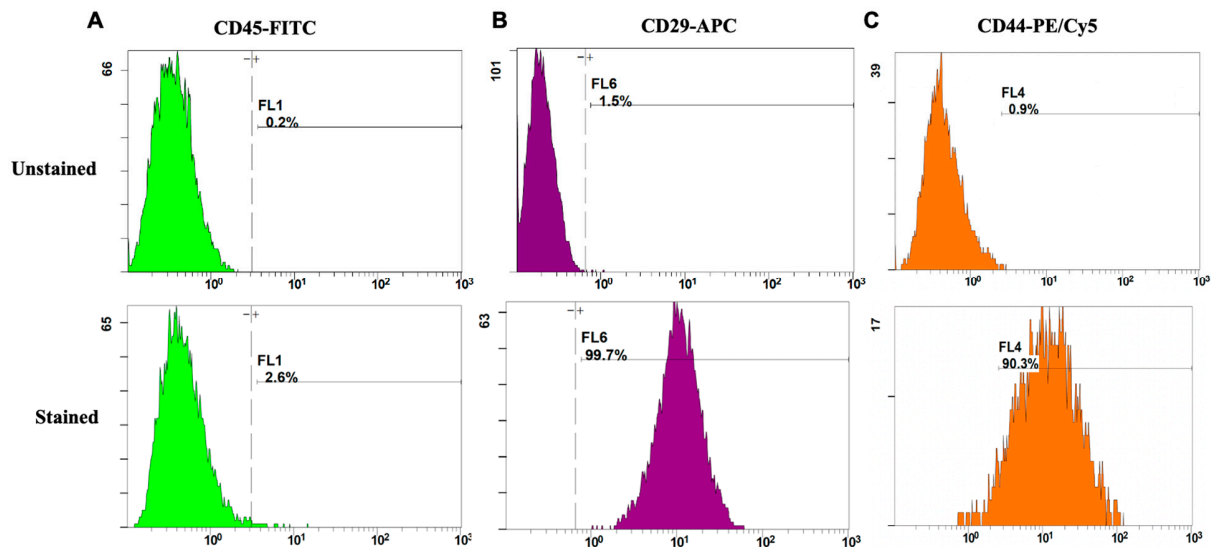 A
CD45-FITC
B
CD29-APC
C
CD44-PE/Cy5
Unstained
66
- +
FL1
0.2%
10⁰
10¹
10²
10³
101
- +
FL6
1.5%
10⁰
10¹
10²
10³
39
FL4
0.9%
10⁰
10¹
10²
10³
Stained
65
- +
FL1
2.6%
10⁰
10¹
10²
10³
63
- +
FL6
99.7%
10⁰
10¹
10²
10³
17
FL4
90.3%
10⁰
10¹
10²
10³